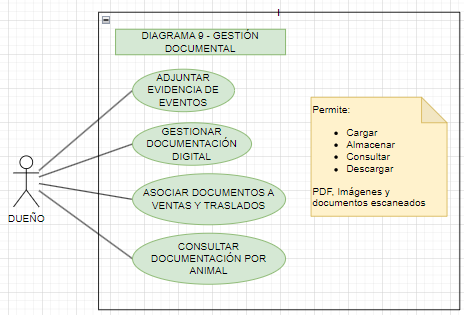 DIAGRAMA 9 - GESTIÓN
DOCUMENTAL
ADJUNTAR
EVIDENCIA DE
EVENTOS
GESTIONAR
DOCUMENTACIÓN
DIGITAL
ASOCIAR DOCUMENTOS A
VENTAS Y TRASLADOS
CONSULTAR
DOCUMENTACIÓN POR
ANIMAL
DUEÑO
Permite:
• Cargar
• Almacenar
• Consultar
• Descargar
PDF, Imágenes y
documentos escaneados